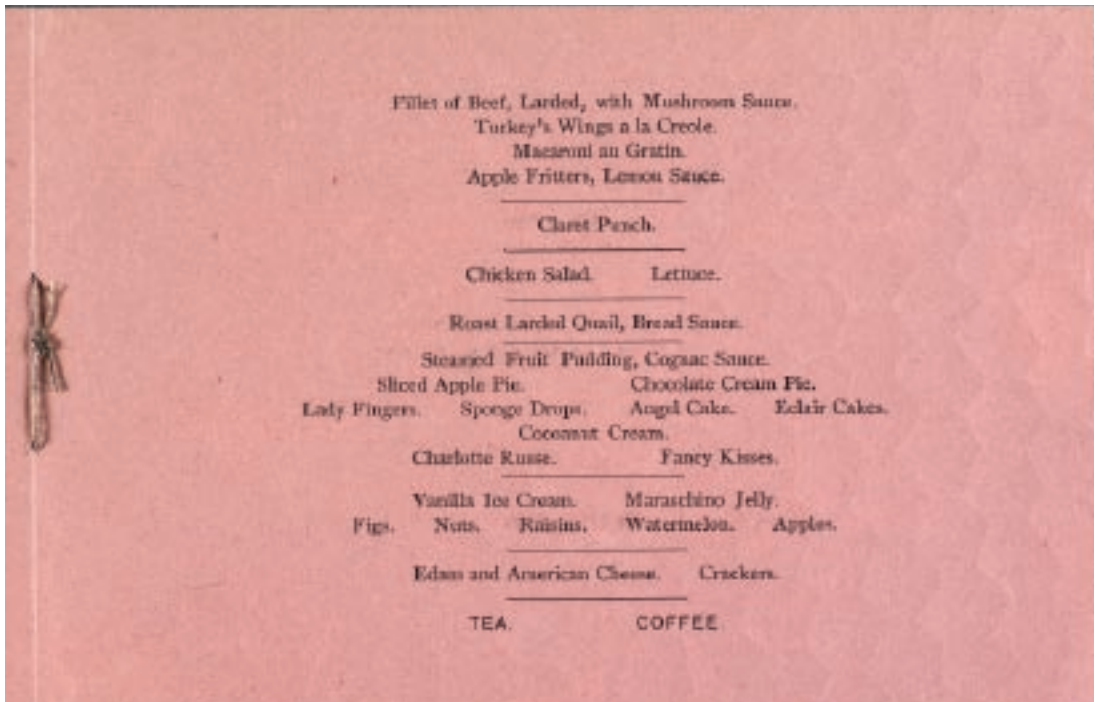 Fillet of Beef, Larded, with Mushroom Sauce.
Turkey's Wings a la Creole.
Macaroni au Gratin.
Apple Fritters, Lemon Sauce.
Claret Punch.
Chicken Salad. Lettuce.
Roast Larded Quail, Bread Sauce.
Steamed Fruit Pudding, Cognac Sauce.
Sliced Apple Pie. Chocolate Cream Pie.
Lady Fingers. Sponge Drops. Angel Cake. Eclair Cakes.
Cocoanut Cream.
Charlotte Russe. Fancy Kisses.
Vanilla Ice Cream. Maraschino Jelly.
Figs. Nuts. Raisins. Watermelon. Apples.
Edam and American Cheese. Crackers.
TEA. COFFEE